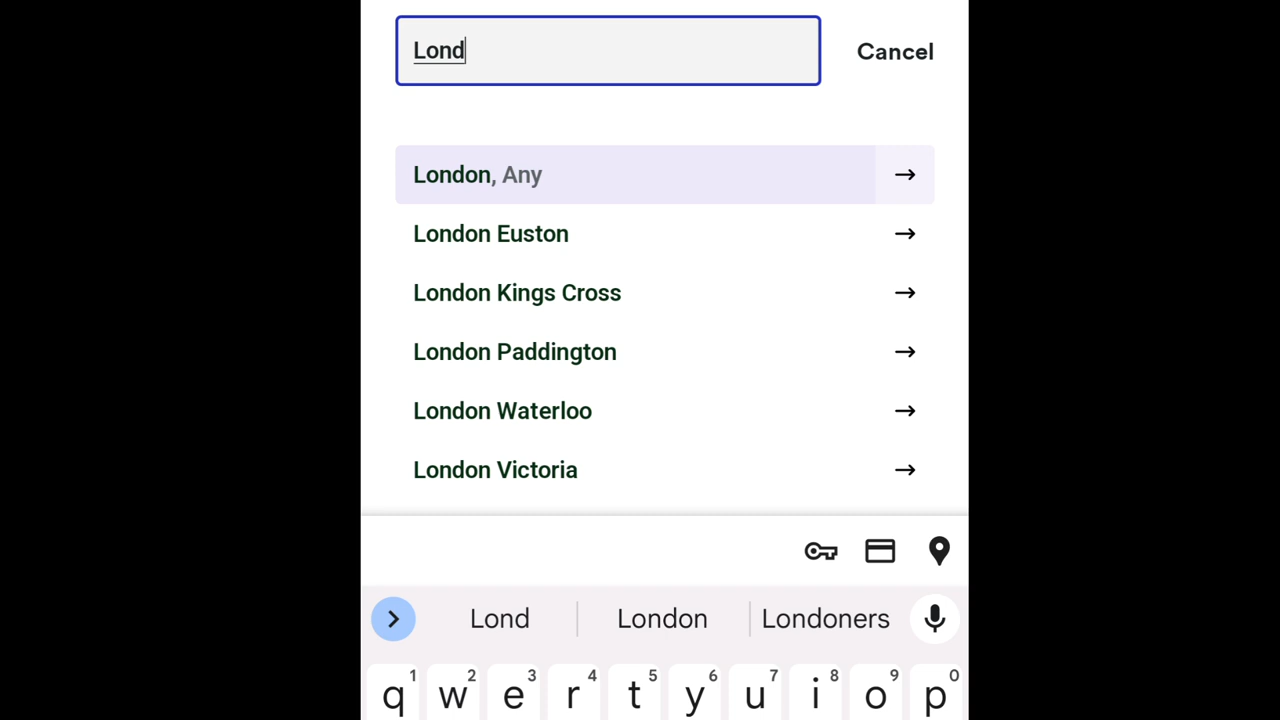 Lond
Cancel
London, Any
London Euston
London Kings Cross
London Paddington
London Waterloo
London Victoria
Lond London Londoners
q1 w2 e3 r4 t5 y6 u7 i8 o9 p0